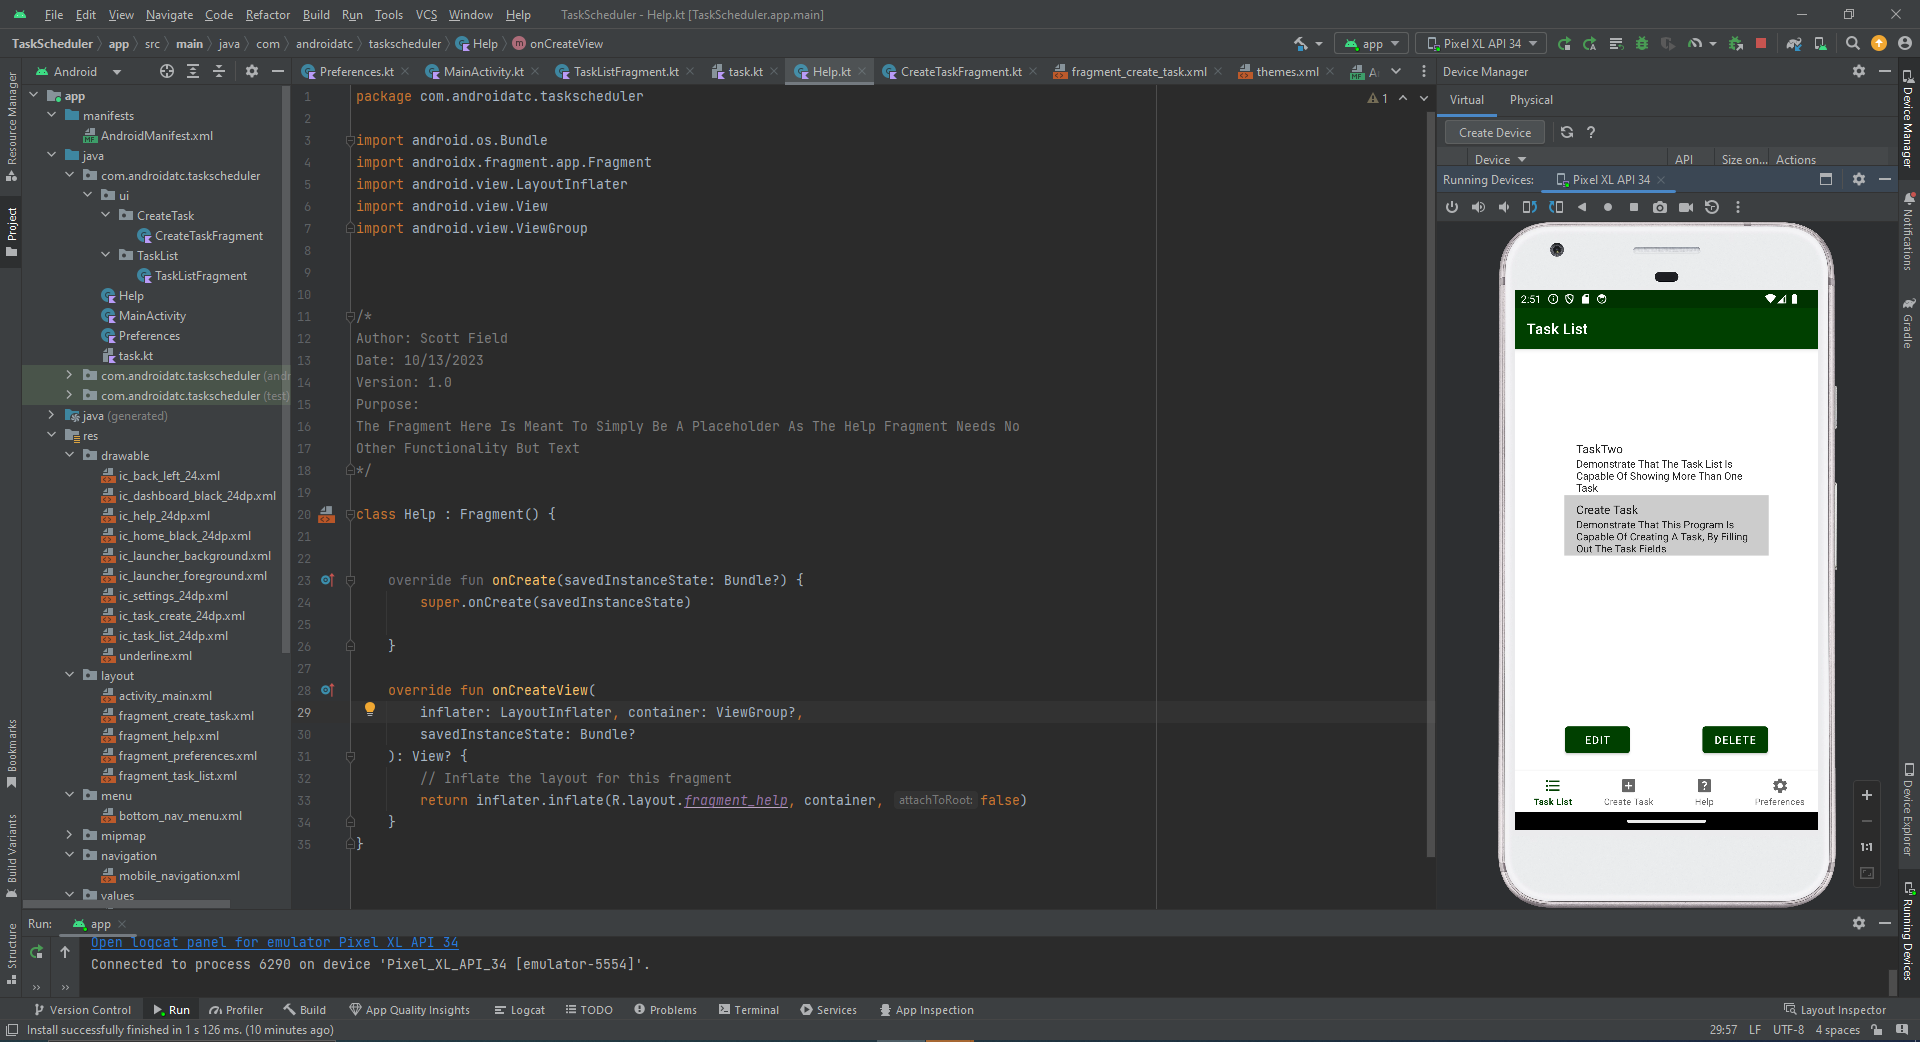 File Edit View Navigate Code Refactor Build Run Tools VCS Window Help TaskScheduler - Help.kt [TaskScheduler.app.main]
TaskScheduler app src main java com androidatc taskscheduler Help onCreateView
app Pixel XL API 34
Android
Preferences.kt MainActivity.kt TaskListFragment.kt task.kt Help.kt CreateTaskFragment.kt fragment_create_task.xml themes.xml
Resource Manager
Project
Bookmarks
Build Variants
Structure
app
manifests
AndroidManifest.xml
java
com.androidatc.taskscheduler
ui
CreateTask
CreateTaskFragment
TaskList
TaskListFragment
Help
MainActivity
Preferences
task.kt
com.androidatc.taskscheduler (andr
com.androidatc.taskscheduler (test)
java (generated)
res
drawable
ic_back_left_24.xml
ic_dashboard_black_24dp.xml
ic_help_24dp.xml
ic_home_black_24dp.xml
ic_launcher_background.xml
ic_launcher_foreground.xml
ic_settings_24dp.xml
ic_task_create_24dp.xml
ic_task_list_24dp.xml
underline.xml
layout
activity_main.xml
fragment_create_task.xml
fragment_help.xml
fragment_preferences.xml
fragment_task_list.xml
menu
bottom_nav_menu.xml
mipmap
navigation
mobile_navigation.xml
values
1 package com.androidatc.taskscheduler
2
3 import android.os.Bundle
4 import androidx.fragment.app.Fragment
5 import android.view.LayoutInflater
6 import android.view.View
7 import android.view.ViewGroup
8
9
10
11 /*
12 Author: Scott Field
13 Date: 10/13/2023
14 Version: 1.0
15 Purpose:
16 The Fragment Here Is Meant To Simply Be A Placeholder As The Help Fragment Needs No
17 Other Functionality But Text
18 */
19
20 class Help : Fragment() {
21
22
23 override fun onCreate(savedInstanceState: Bundle?) {
24 super.onCreate(savedInstanceState)
25
26 }
27
28 override fun onCreateView(
29 inflater: LayoutInflater, container: ViewGroup?,
30 savedInstanceState: Bundle?
31 ): View? {
32 // Inflate the layout for this fragment
33 return inflater.inflate(R.layout.fragment_help, container, attachToRoot: false)
34 }
35 }
1
Device Manager
Virtual Physical
Create Device ?
Device API Size on... Actions
Running Devices: Pixel XL API 34
2:51
Task List
TaskTwo
Demonstrate That The Task List Is
Capable Of Showing More Than One
Task
Create Task
Demonstrate That This Program Is
Capable Of Creating A Task, By Filling
Out The Task Fields
EDIT DELETE
Task List Create Task Help Preferences
1:1
Device Manager
Notifications
Gradle
Device Explorer
Running Devices
Run: app
Open logcat panel for emulator Pixel XL API 34
Connected to process 6290 on device 'Pixel_XL_API_34 [emulator-5554]'.
Version Control Run Profiler Build App Quality Insights Logcat TODO Problems Terminal Services App Inspection Layout Inspector
Install successfully finished in 1 s 126 ms. (10 minutes ago) 29:57 LF UTF-8 4 spaces